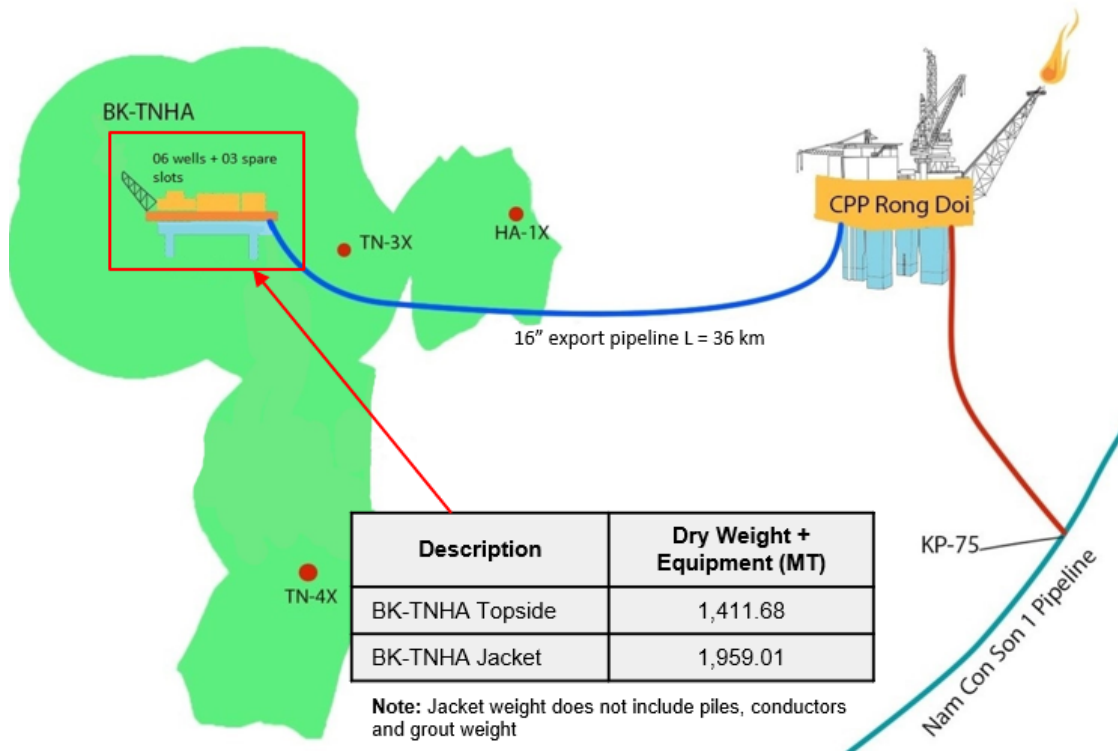 BK-TNHA
06 wells + 03 spare
slots
TN-3X
HA-1X
CPP Rong Doi
16” export pipeline L = 36 km
Description
Dry Weight +
Equipment (MT)
BK-TNHA Topside
1,411.68
BK-TNHA Jacket
1,959.01
Note: Jacket weight does not include piles, conductors
and grout weight
TN-4X
KP-75
Nam Con Son 1 Pipeline